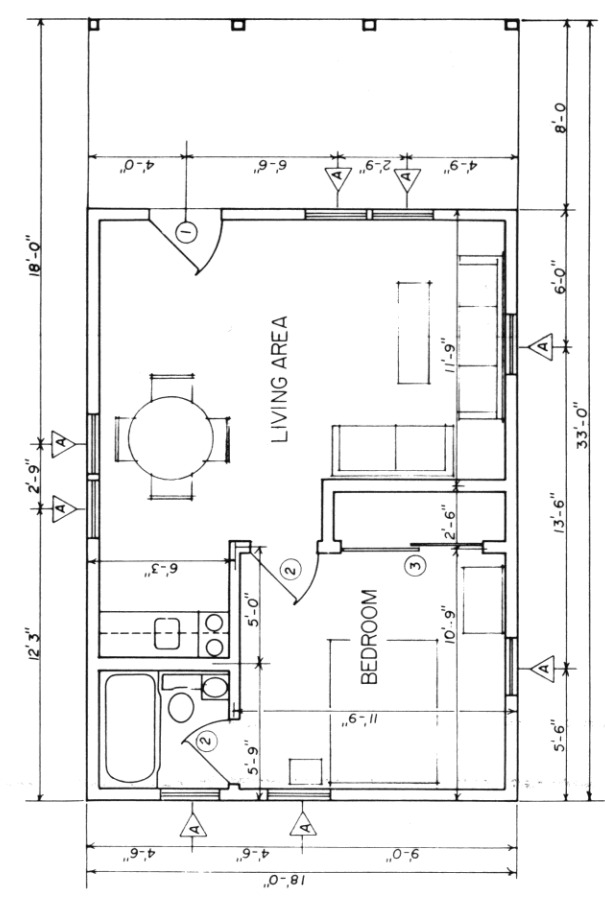 4'-0"
6'-6"
2'-9"
4'-9"
A
A
8'-0
18'-0"
1
6'-0"
LIVING AREA
11'-9"
A
33'-0"
A
2'-9"
A
13'-6"
2'-6"
6'-3"
2
3
5'-0"
12'3"
BEDROOM
10'-9"
A
11'-9"
2
5'-9"
5'-6"
A
A
4'-6"
4'-6"
9'-0"
18'-0"